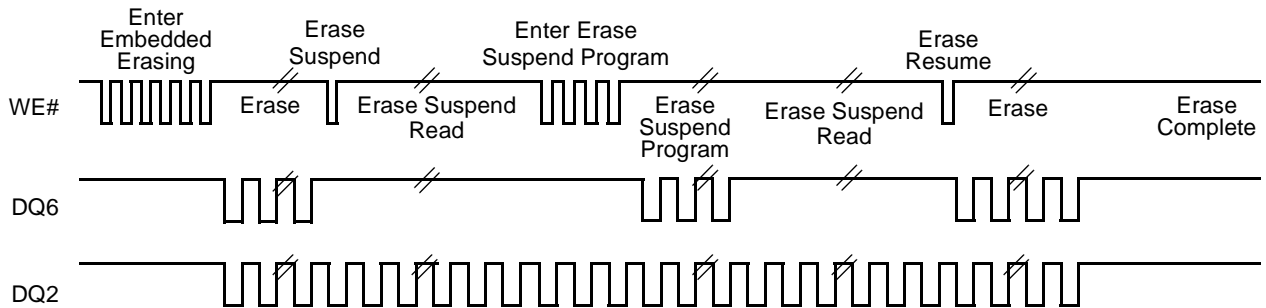 Enter
Embedded
Erasing
Erase
Suspend
Enter Erase
Suspend Program
Erase
Resume
WE#
Erase
Erase Suspend
Read
Erase
Suspend
Program
Erase Suspend
Read
Erase
Erase
Complete
DQ6
DQ2